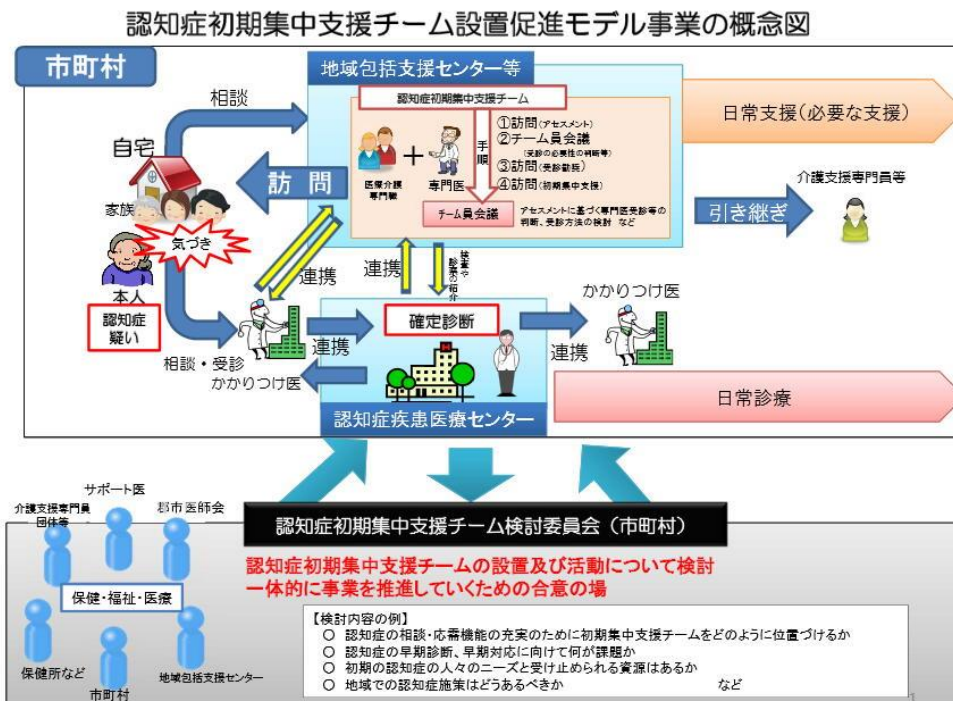 認知症初期集中支援チーム設置促進モデル事業の概念図
市町村
地域包括支援センター等
相談
認知症初期集中支援チーム
日常支援（必要な支援）
手順
①訪問（アセスメント）
②チーム員会議
（受診の必要性の判断等）
③訪問（受診勧奨）
④訪問（初期集中支援）
自宅
訪問
医療介護
専門職
専門医
介護支援専門員等
家族
チーム員会議
アセスメントに基づく専門医受診等の
判断、受診方法の検討 など
引き継ぎ
気づき
連携
連携
検査や
診察の紹介
本人
認知症
疑い
確定診断
かかりつけ医
連携
連携
相談・受診
かかりつけ医
H
日常診療
認知症疾患医療センター
サポート医
介護支援専門員
団体等
郡市医師会
認知症初期集中支援チーム検討委員会（市町村）
認知症初期集中支援チームの設置及び活動について検討
一体的に事業を推進していくための合意の場
保健・福祉・医療
【検討内容の例】
○ 認知症の相談・応需機能の充実のために初期集中支援チームをどのように位置づけるか
○ 認知症の早期診断、早期対応に向けて何が課題か
○ 初期の認知症の人々のニーズと受け止められる資源はあるか
○ 地域での認知症施策はどうあるべきか など
保健所など
市町村
地域包括支援センター
1